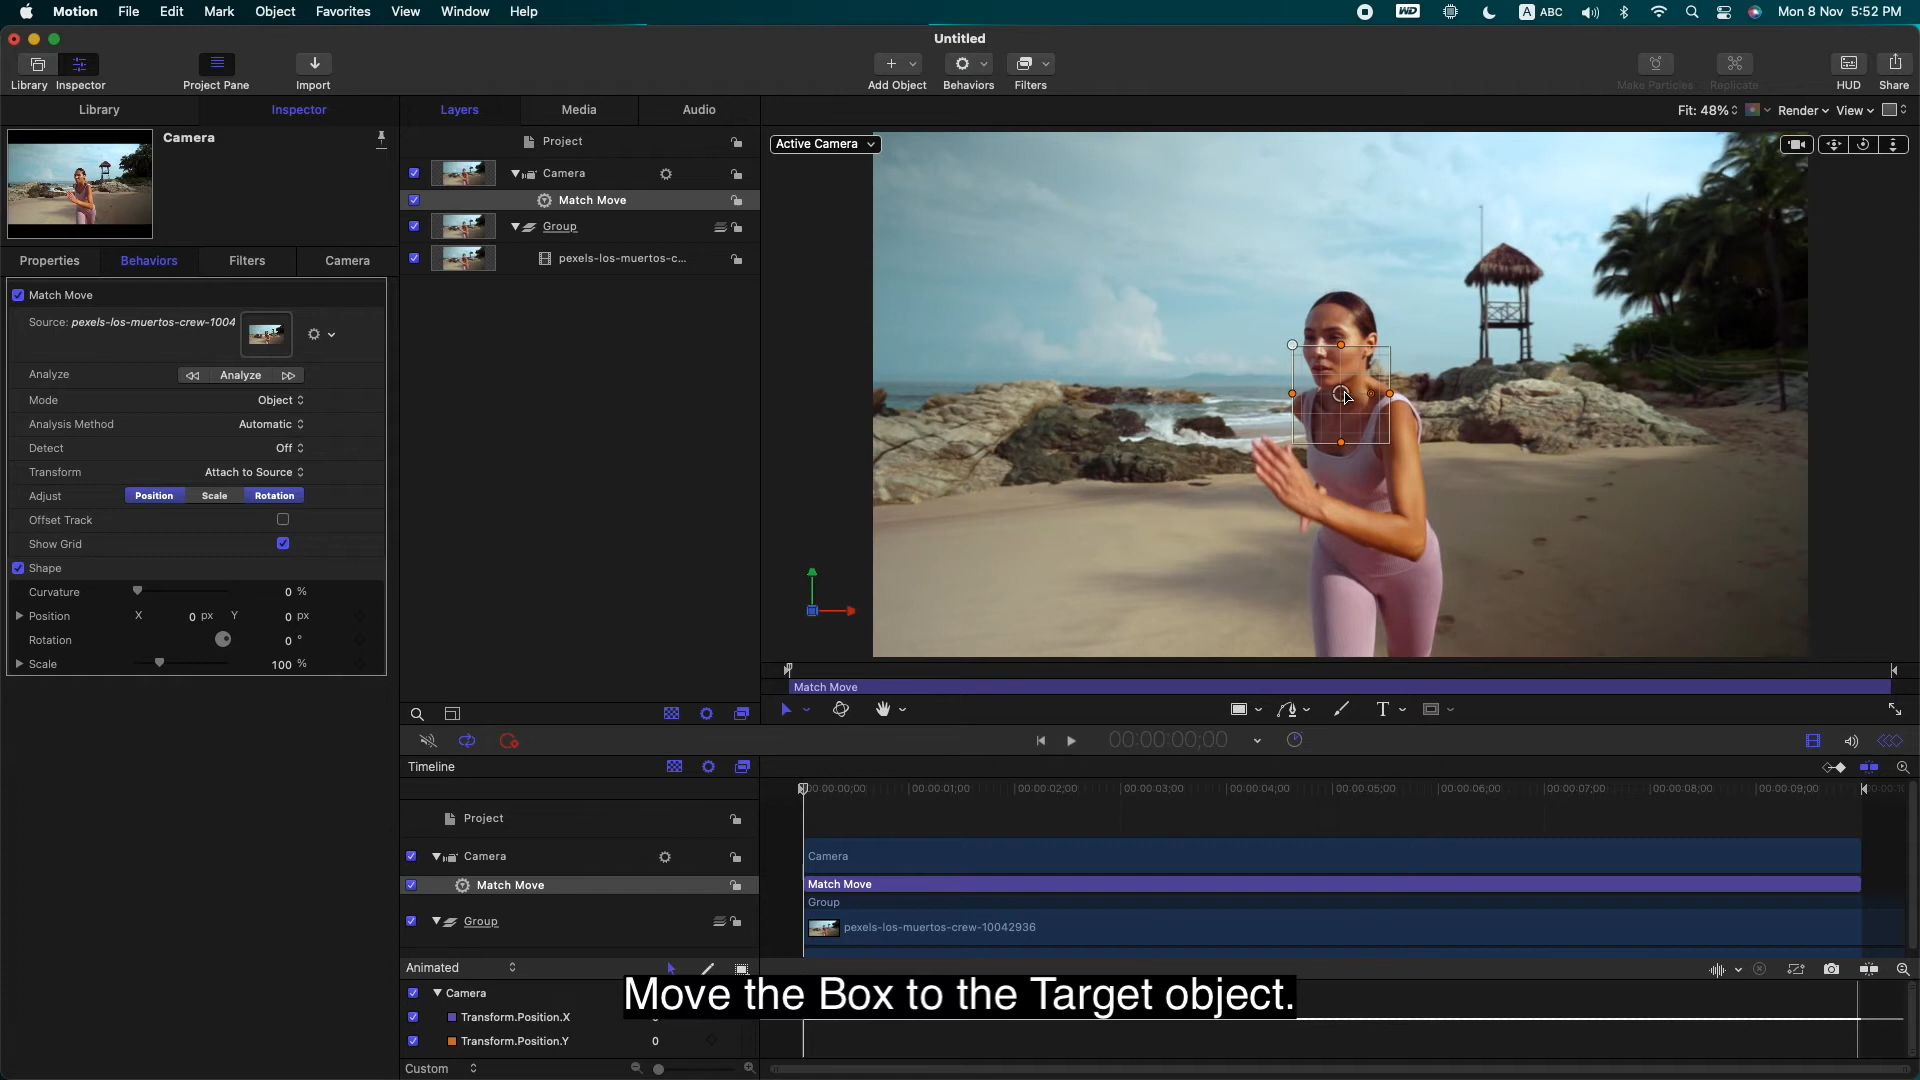 Motion File Edit Mark Object Favorites View Window Help
WD A ABC Mon 8 Nov 5:52 PM
Untitled
Library Inspector Project Pane Import Add Object Behaviors Filters Make Particles Replicate HUD Share
Library Inspector Layers Media Audio Fit: 48% Render View
Camera
Project
Active Camera
Camera
Match Move
Group
pexels-los-muertos-c...
Properties Behaviors Filters Camera
Match Move
Source: pexels-los-muertos-crew-1004
Analyze Analyze
Mode Object
Analysis Method Automatic
Detect Off
Transform Attach to Source
Adjust Position Scale Rotation
Offset Track
Show Grid
Shape
Curvature 0 %
Position X 0 px Y 0 px
Rotation 0 °
Scale 100 %
Match Move
T
00:00:00;00
Timeline
00:00:00;00 00:00:01;00 00:00:02;00 00:00:03;00 00:00:04;00 00:00:05;00 00:00:06;00 00:00:07;00 00:00:08;00 00:00:09;00
Project
Camera Camera
Match Move Match Move
Group
Group
pexels-los-muertos-crew-10042936
Animated
Camera
Transform.Position.X
Transform.Position.Y 0
Custom
Move the Box to the Target object.